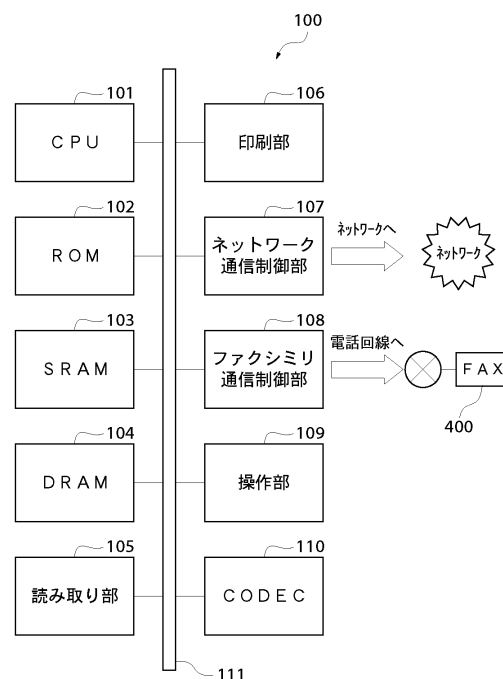 100
101
CPU
106
印刷部
102
ROM
107
ネットワーク
通信制御部
ﾈｯﾄﾜｰｸへ
ﾈｯﾄﾜｰｸ
103
SRAM
108
ファクシミリ
通信制御部
電話回線へ
FAX
400
104
DRAM
109
操作部
105
読み取り部
110
CODEC
111